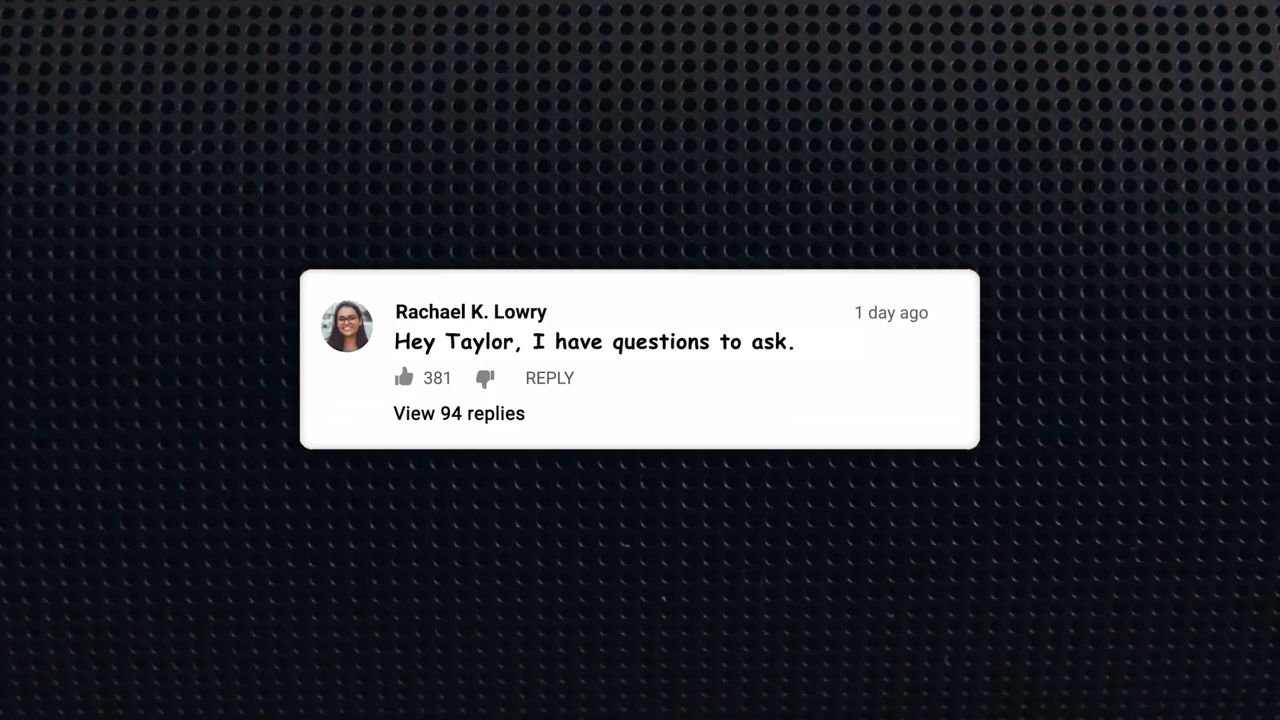 Rachael K. Lowry
1 day ago
Hey Taylor, I have questions to ask.
381
REPLY
View 94 replies